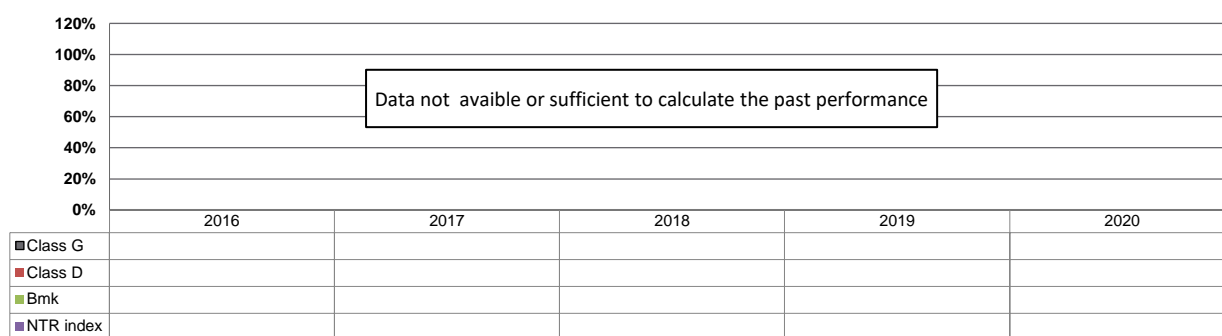 120%
100%
80%
60%
40%
20%
0%
Data not avaible or sufficient to calculate the past performance
2016 2017 2018 2019 2020
Class G
Class D
Bmk
NTR index